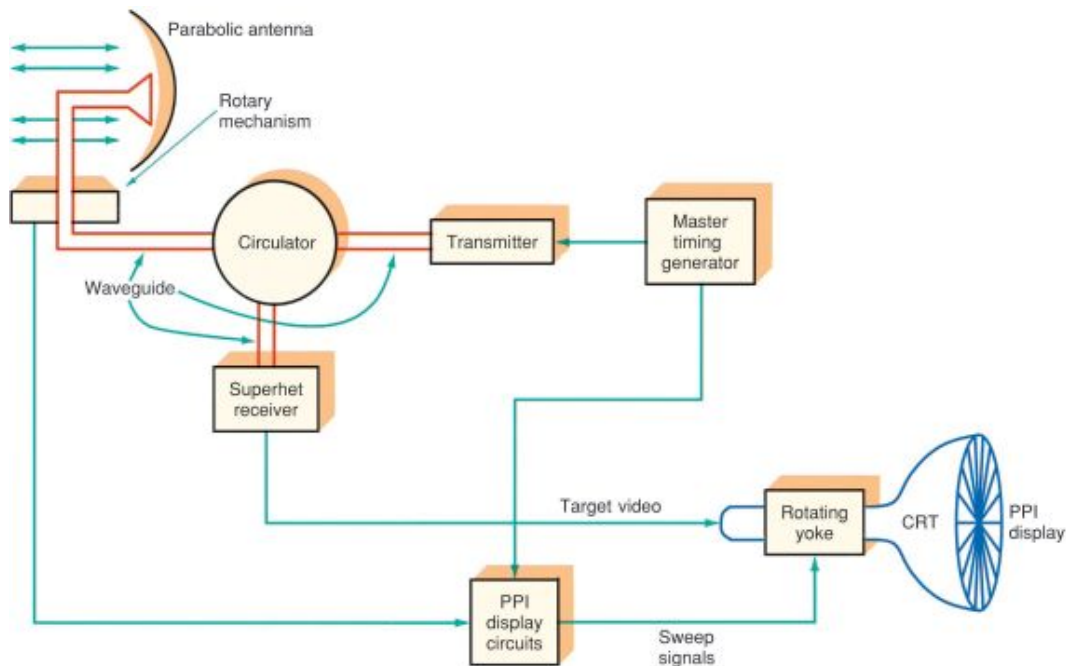 Parabolic antenna
Rotary
mechanism
Circulator
Transmitter
Master
timing
generator
Waveguide
Superhet
receiver
Target video
Rotating
yoke
CRT
PPI
display
PPI
display
circuits
Sweep
signals